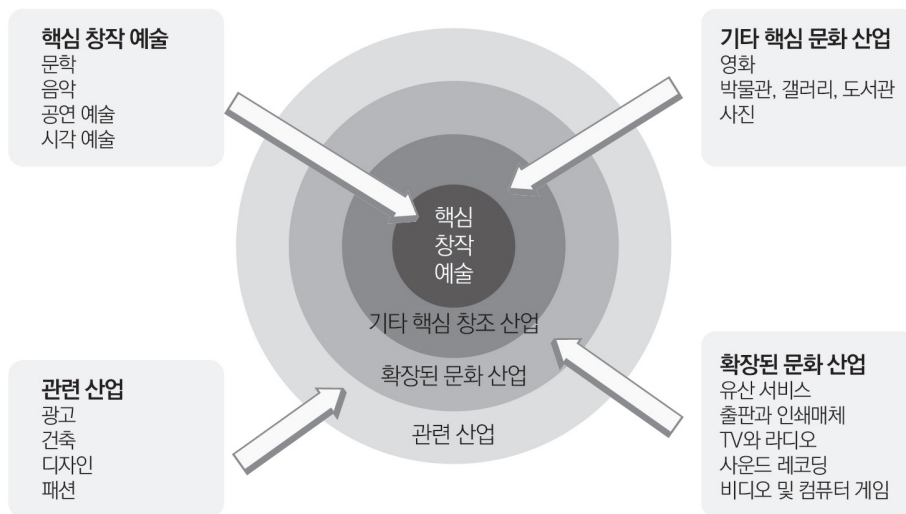 핵심 창작 예술
문학
음악
공연 예술
시각 예술
기타 핵심 문화 산업
영화
박물관, 갤러리, 도서관
사진
핵심
창작
예술
기타 핵심 창조 산업
확장된 문화 산업
관련 산업
관련 산업
광고
건축
디자인
패션
확장된 문화 산업
유산 서비스
출판과 인쇄매체
TV와 라디오
사운드 레코딩
비디오 및 컴퓨터 게임